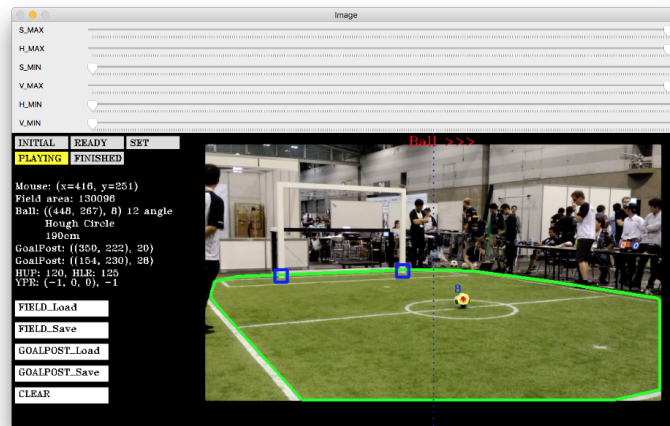 Image
S_MAX
H_MAX
S_MIN
V_MAX
H_MIN
V_MIN
INITIAL READY SET
PLAYING FINISHED
Ball >>>
Mouse: (x=416, y=251)
Field area: 130096
Ball: ((448, 267), 8) 12 angle
Hough Circle
190cm
GoalPost: ((350, 222), 20)
GoalPost: ((154, 230), 28)
HUP: 120, HLR: 125
YPR: (-1, 0, 0), -1
8
FIELD_Load
FIELD_Save
GOALPOST_Load
GOALPOST_Save
CLEAR